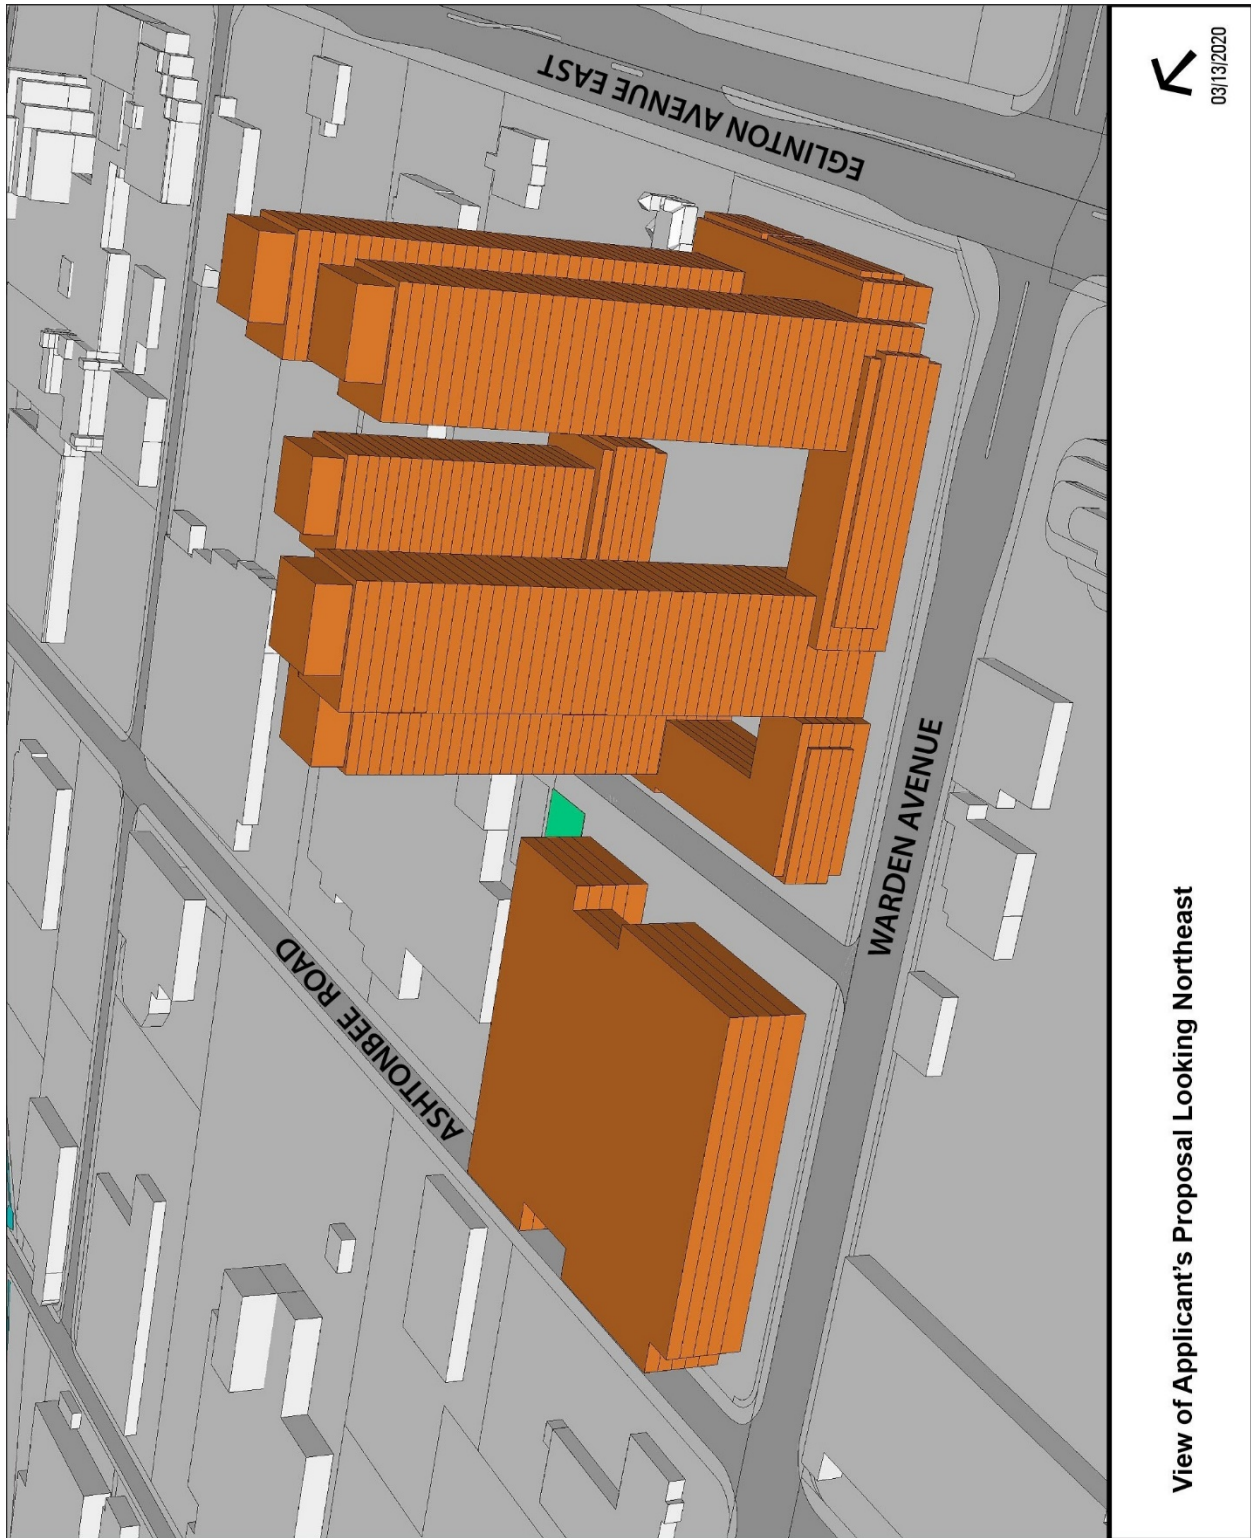 EGLINTON AVENUE EAST
WARDEN AVENUE
ASHTONBEE ROAD
View of Applicant's Proposal Looking Northeast
03/13/2020